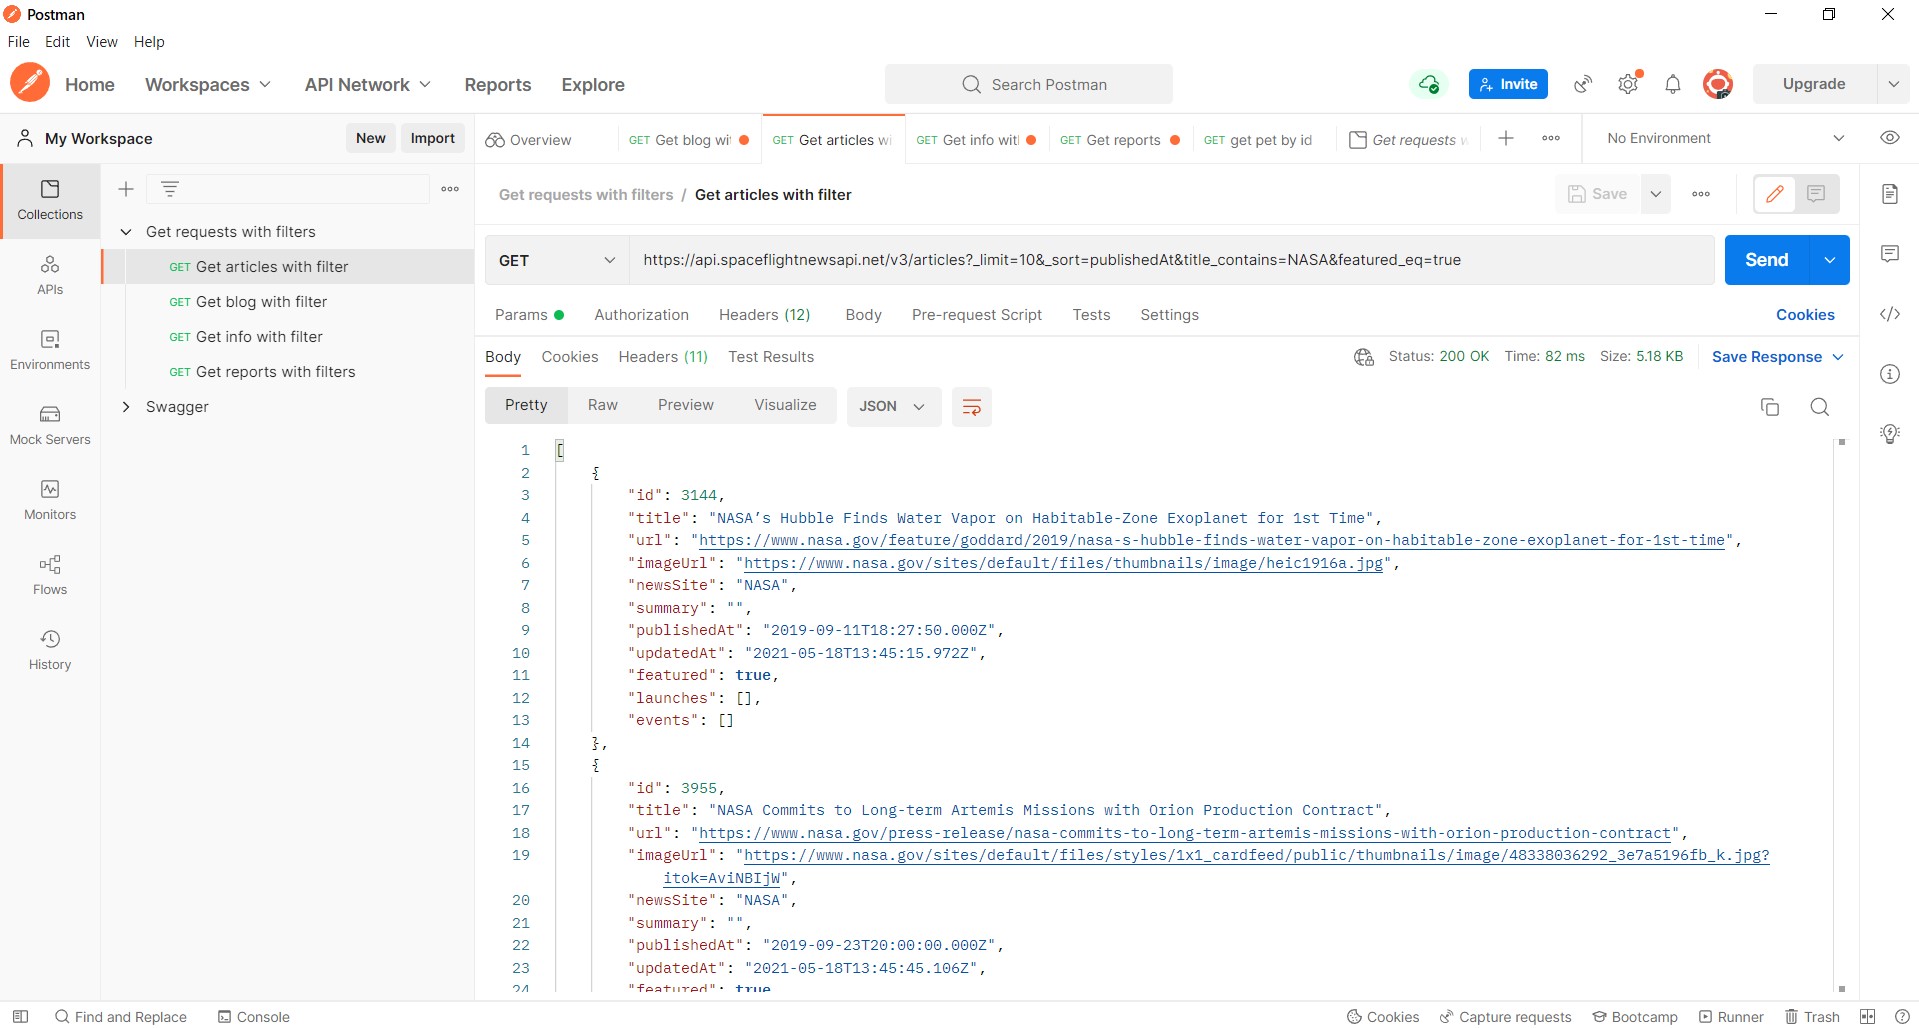 Postman
File Edit View Help
Home Workspaces API Network Reports Explore Search Postman Invite Upgrade
My Workspace New Import Overview GET Get blog wit GET Get articles wi GET Get info with GET Get reports GET get pet by id Get requests w No Environment
Collections
APIs
Environments
Mock Servers
Monitors
Flows
History
Get requests with filters
GET Get articles with filter
GET Get blog with filter
GET Get info with filter
GET Get reports with filters
Swagger
Get requests with filters / Get articles with filter Save
GET https://api.spaceflightnewsapi.net/v3/articles?_limit=10&_sort=publishedAt&title_contains=NASA&featured_eq=true Send
Params Authorization Headers (12) Body Pre-request Script Tests Settings Cookies
Body Cookies Headers (11) Test Results Status: 200 OK Time: 82 ms Size: 5.18 KB Save Response
Pretty Raw Preview Visualize JSON
1 [
2 {
3 "id": 3144,
4 "title": "NASA’s Hubble Finds Water Vapor on Habitable-Zone Exoplanet for 1st Time",
5 "url": "https://www.nasa.gov/feature/goddard/2019/nasa-s-hubble-finds-water-vapor-on-habitable-zone-exoplanet-for-1st-time",
6 "imageUrl": "https://www.nasa.gov/sites/default/files/thumbnails/image/heic1916a.jpg",
7 "newsSite": "NASA",
8 "summary": "",
9 "publishedAt": "2019-09-11T18:27:50.000Z",
10 "updatedAt": "2021-05-18T13:45:15.972Z",
11 "featured": true,
12 "launches": [],
13 "events": []
14 },
15 {
16 "id": 3955,
17 "title": "NASA Commits to Long-term Artemis Missions with Orion Production Contract",
18 "url": "https://www.nasa.gov/press-release/nasa-commits-to-long-term-artemis-missions-with-orion-production-contract",
19 "imageUrl": "https://www.nasa.gov/sites/default/files/styles/1x1_cardfeed/public/thumbnails/image/48338036292_3e7a5196fb_k.jpg?
itok=AviNBIjW",
20 "newsSite": "NASA",
21 "summary": "",
22 "publishedAt": "2019-09-23T20:00:00.000Z",
23 "updatedAt": "2021-05-18T13:45:45.106Z",
24 "featured": true
Find and Replace Console Cookies Capture requests Bootcamp Runner Trash